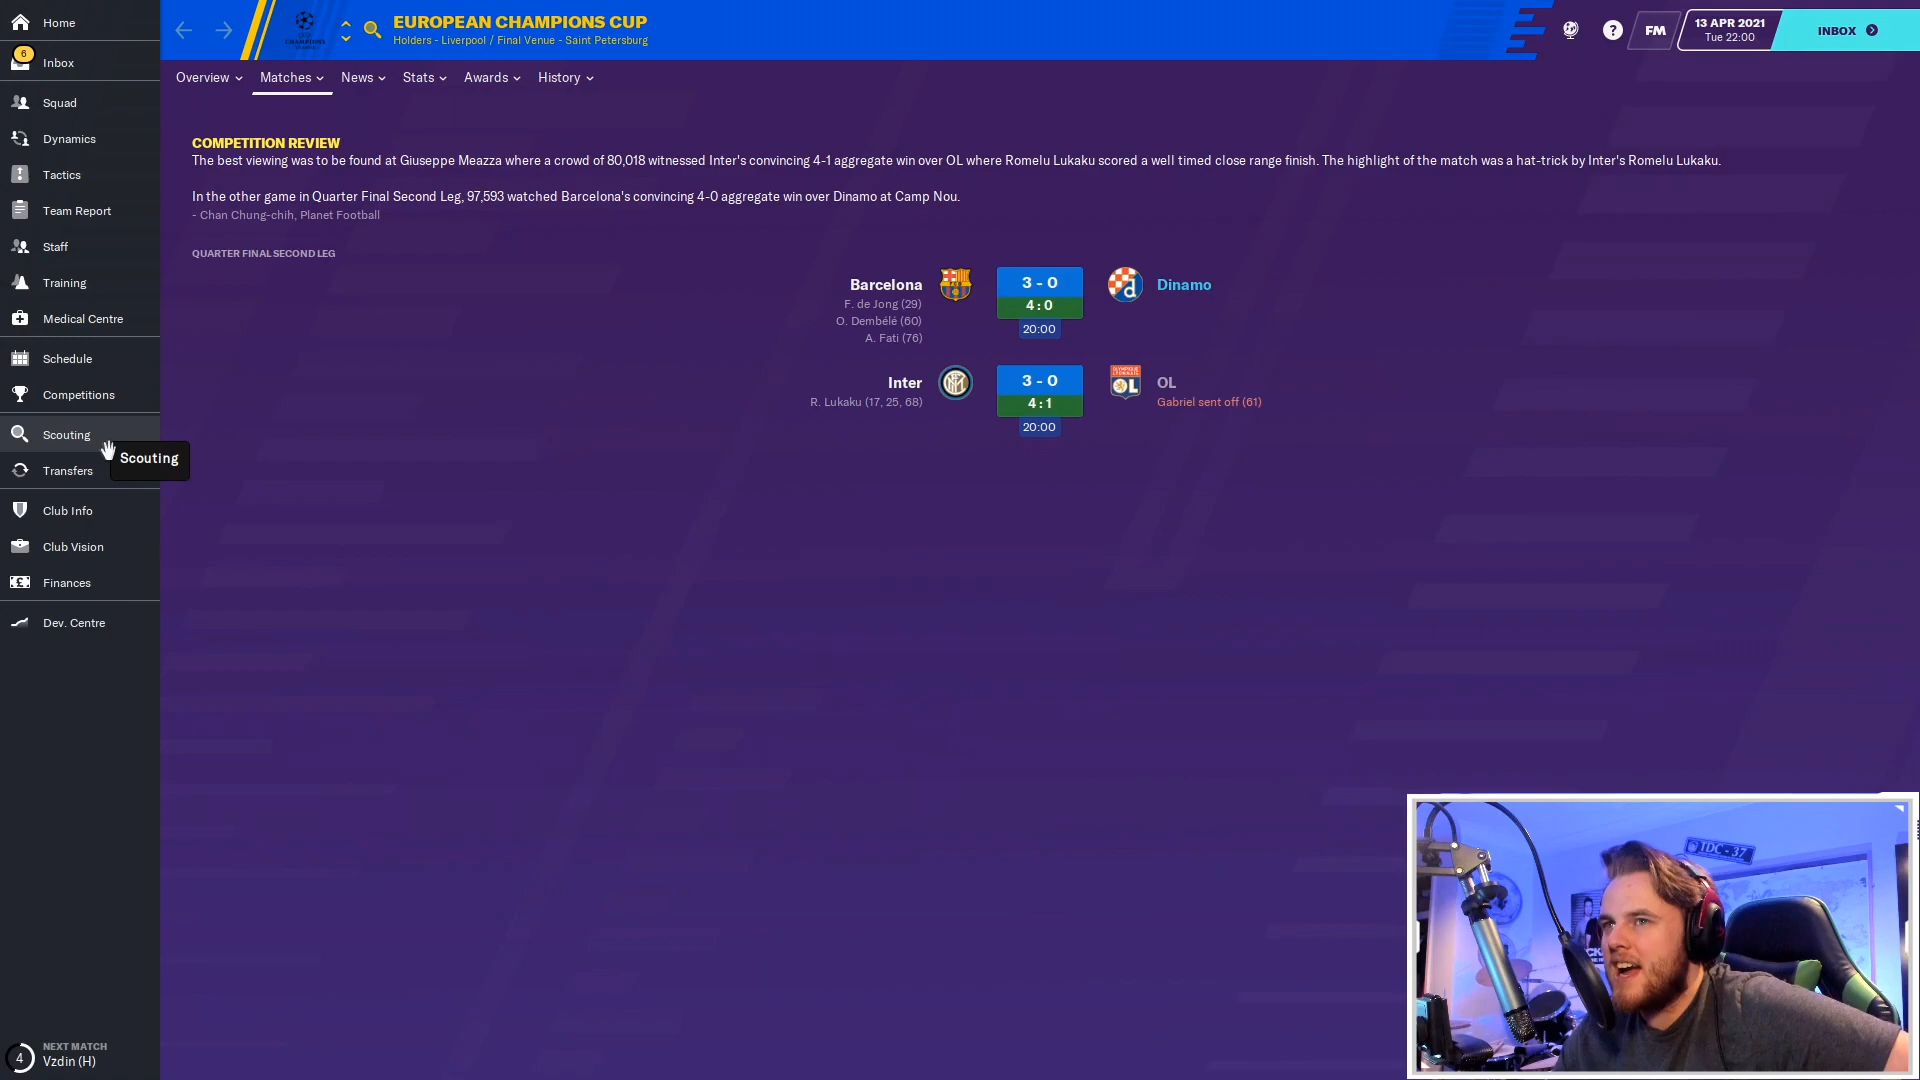 Home
6
Inbox
Squad
Dynamics
Tactics
Team Report
Staff
Training
Medical Centre
Schedule
Competitions
Scouting
Scouting
Transfers
Club Info
Club Vision
Finances
Dev. Centre
4
NEXT MATCH
Vzdin (H)
CHAMPIONS
EUROPEAN CHAMPIONS CUP
Holders - Liverpool / Final Venue - Saint Petersburg
?
FM
13 APR 2021
Tue 22:00
INBOX
Overview
Matches
News
Stats
Awards
History
COMPETITION REVIEW
The best viewing was to be found at Giuseppe Meazza where a crowd of 80,018 witnessed Inter's convincing 4-1 aggregate win over OL where Romelu Lukaku scored a well timed close range finish. The highlight of the match was a hat-trick by Inter's Romelu Lukaku.
In the other game in Quarter Final Second Leg, 97,593 watched Barcelona's convincing 4-0 aggregate win over Dinamo at Camp Nou.
- Chan Chung-chih, Planet Football
QUARTER FINAL SECOND LEG
Barcelona 3 - 0 Dinamo
F. de Jong (29)
O. Dembélé (60)
A. Fati (76)
4 : 0
20:00
Inter 3 - 0 OL
R. Lukaku (17, 25, 68)
4 : 1
Gabriel sent off (61)
20:00
OL
TDC-37